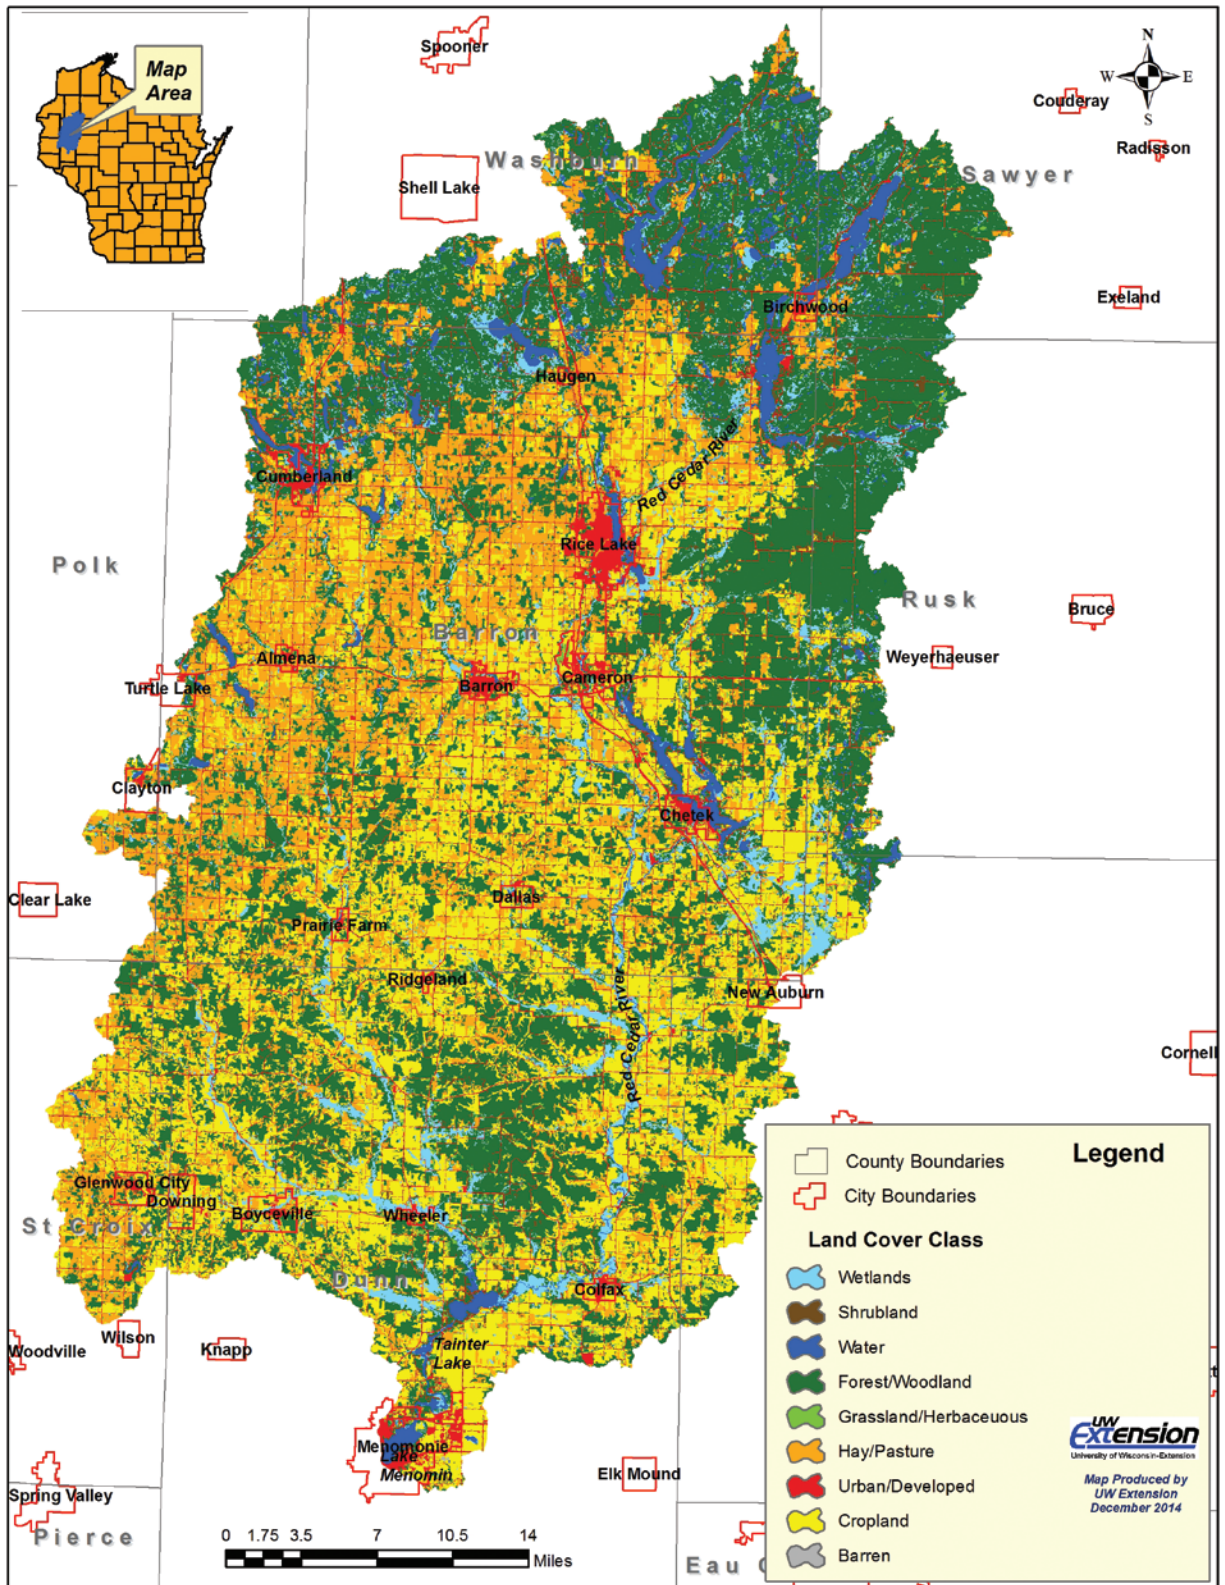 Map
Area
Spooner
N
W
E
S
Couderay
Radisson
Washburn
Sawyer
Shell Lake
Exeland
Birchwood
Haugen
Red Cedar River
Cumberland
Rice Lake
Polk
Rusk
Bruce
Barron
Weyerhaeuser
Almena
Turtle Lake
Barron
Cameron
Clayton
Chetek
Clear Lake
Dallas
Prairie Farm
Ridgeland
New Auburn
Red Cedar River
Cornell
Glenwood City
Downing
Boyceville
Wheeler
St Croix
Dunn
Colfax
Tainter
Lake
Woodville
Wilson
Knapp
Menomonie
Lake
Menomin
Elk Mound
Spring Valley
Pierce
Eau C
0 1.75 3.5 7 10.5 14
Miles
Legend
County Boundaries
City Boundaries
Land Cover Class
Wetlands
Shrubland
Water
Forest/Woodland
Grassland/Herbaceuous
Hay/Pasture
Urban/Developed
Cropland
Barren
UW
Extension
University of Wisconsin-Extension
Map Produced by
UW Extension
December 2014